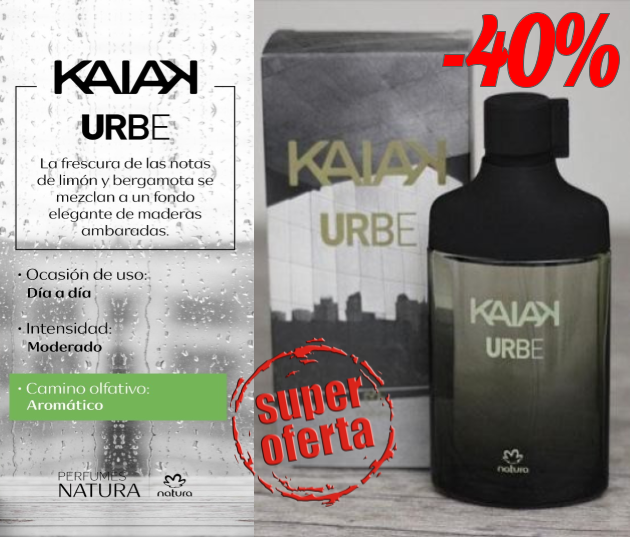 KAIAK
URBE
La frescura de las notas
de limón y bergamota se
mezclan a un fondo
elegante de maderas
ambaradas.
• Ocasión de uso:
Día a día
• Intensidad:
Moderado
• Camino olfativo:
Aromático
PERFUMES
NATURA
natura
-40%
KAIAK
URBE
super
oferta
KAIAK
URBE
natura